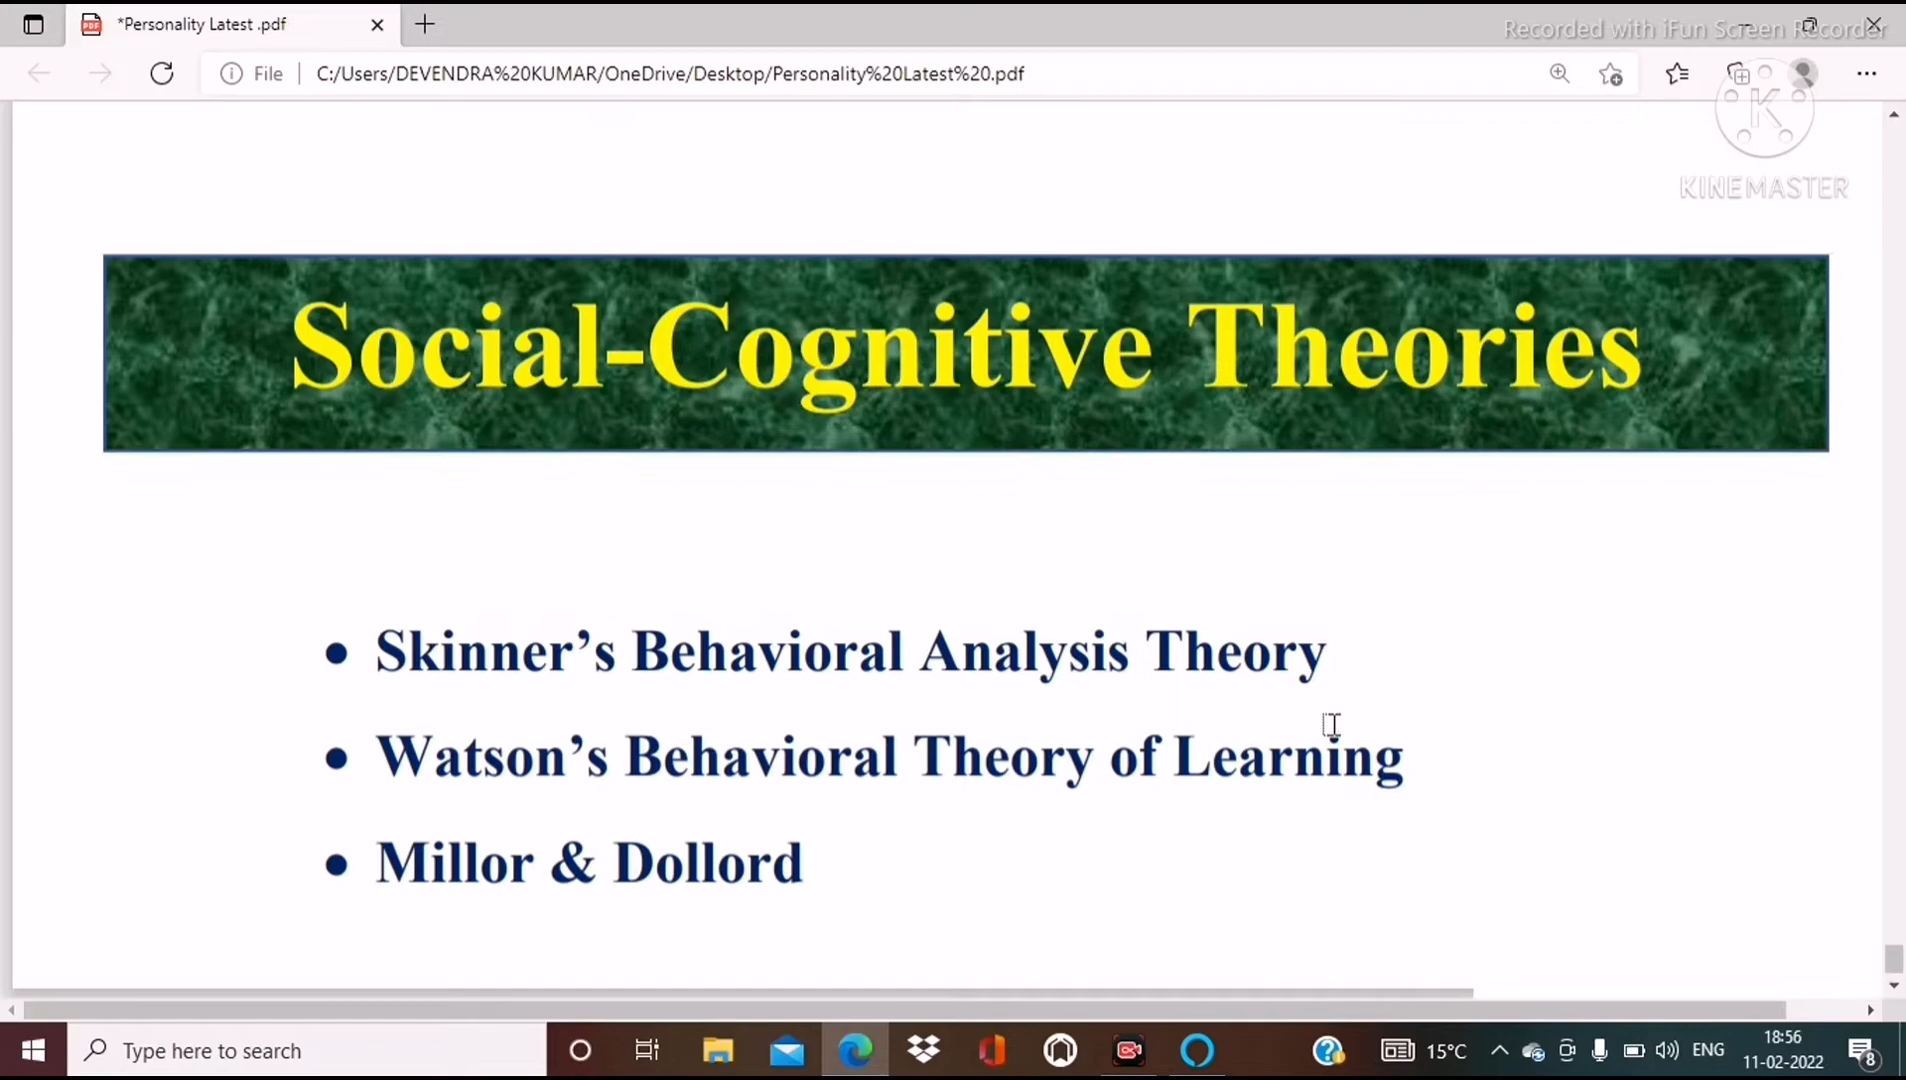 *Personality Latest .pdf
Recorded with iFun Screen Recorder
File C:/Users/DEVENDRA%20KUMAR/OneDrive/Desktop/Personality%20Latest%20.pdf
K
KINEMASTER
Social-Cognitive Theories
• Skinner’s Behavioral Analysis Theory
• Watson’s Behavioral Theory of Learning
• Millor & Dollord
Type here to search
15°C
ENG
18:56
11-02-2022
8